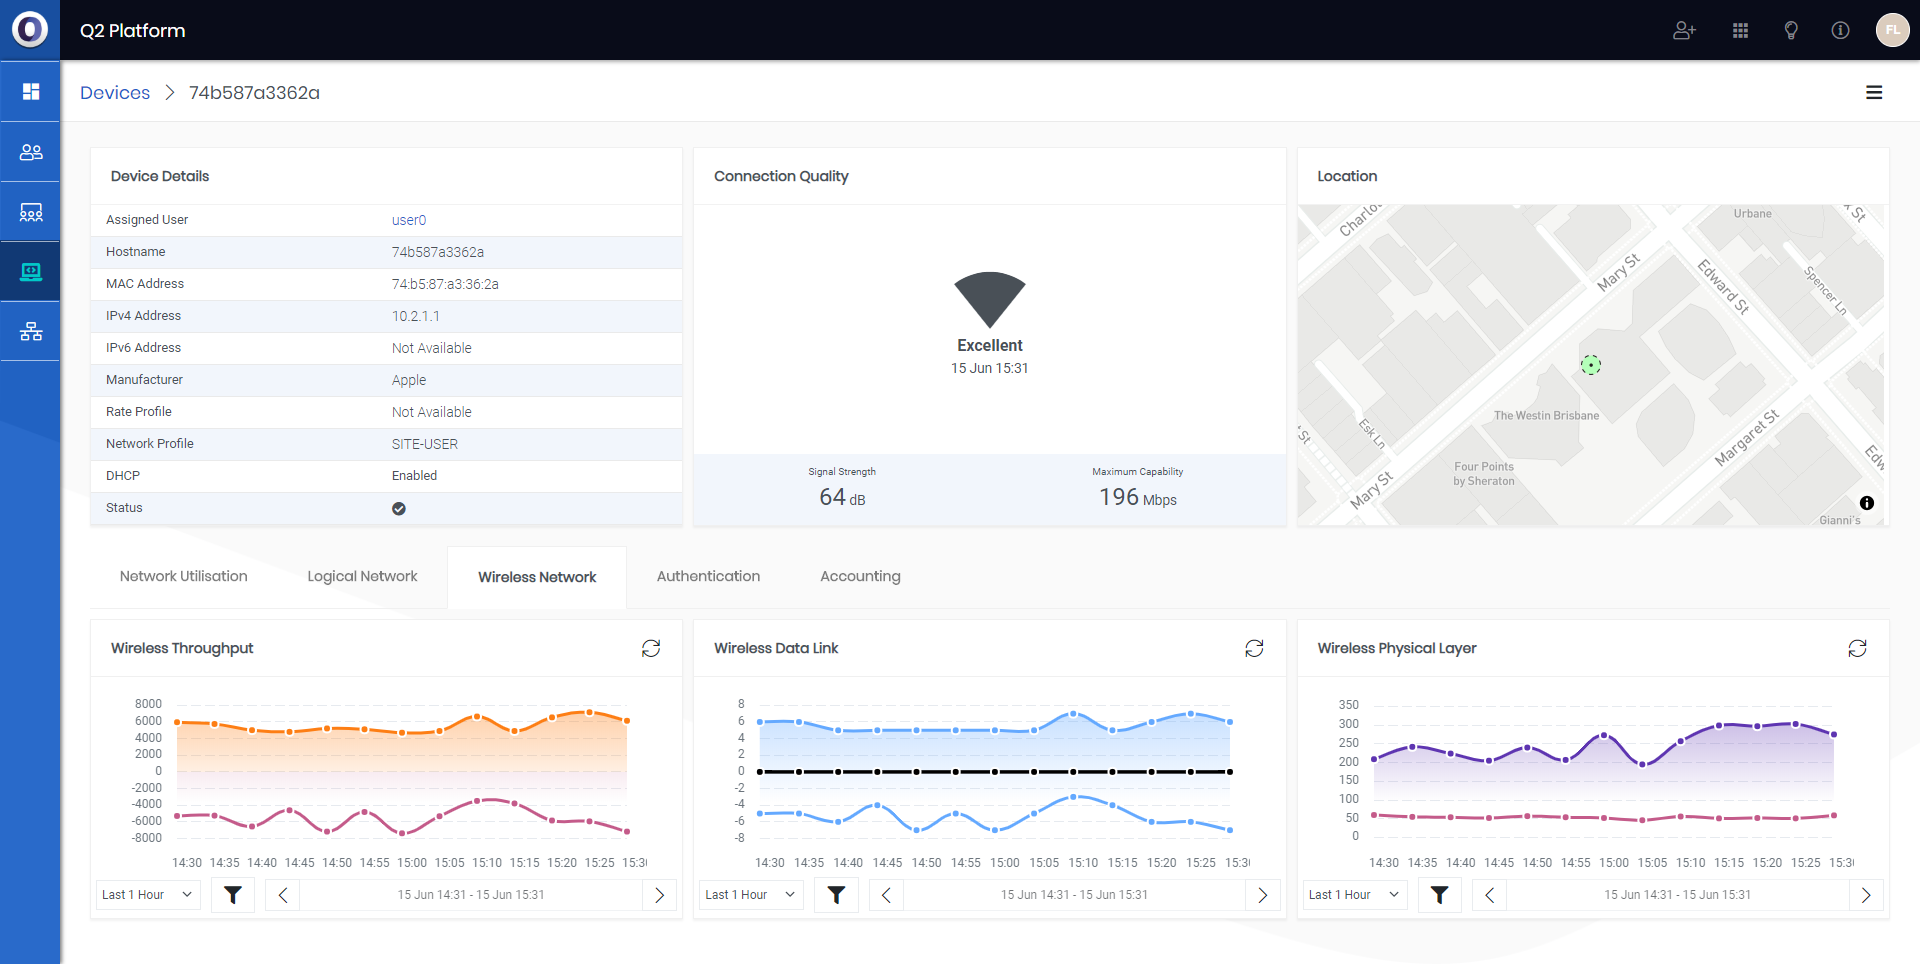 Q2 Platform
FL
Devices > 74b587a3362a
Device Details
Assigned User user0
Hostname 74b587a3362a
MAC Address 74:b5:87:a3:36:2a
IPv4 Address 10.2.1.1
IPv6 Address Not Available
Manufacturer Apple
Rate Profile Not Available
Network Profile SITE-USER
DHCP Enabled
Status
Connection Quality
Excellent
15 Jun 15:31
Signal Strength
64 dB
Maximum Capability
196 Mbps
Location
Charlo
Urbane
k St
Mary St
Edward St
Spencer Ln
The Westin Brisbane
Esk Ln
St
Margaret St
Four Points
by Sheraton
Mary St
Edw
Gianni's
Network Utilisation
Logical Network
Wireless Network
Authentication
Accounting
Wireless Throughput
8000
6000
4000
2000
0
-2000
-4000
-6000
-8000
14:30 14:35 14:40 14:45 14:50 14:55 15:00 15:05 15:10 15:15 15:20 15:25 15:30
Last 1 Hour
15 Jun 14:31 - 15 Jun 15:31
Wireless Data Link
8
6
4
2
0
-2
-4
-6
-8
14:30 14:35 14:40 14:45 14:50 14:55 15:00 15:05 15:10 15:15 15:20 15:25 15:30
Last 1 Hour
15 Jun 14:31 - 15 Jun 15:31
Wireless Physical Layer
350
300
250
200
150
100
50
0
14:30 14:35 14:40 14:45 14:50 14:55 15:00 15:05 15:10 15:15 15:20 15:25 15:30
Last 1 Hour
15 Jun 14:31 - 15 Jun 15:31